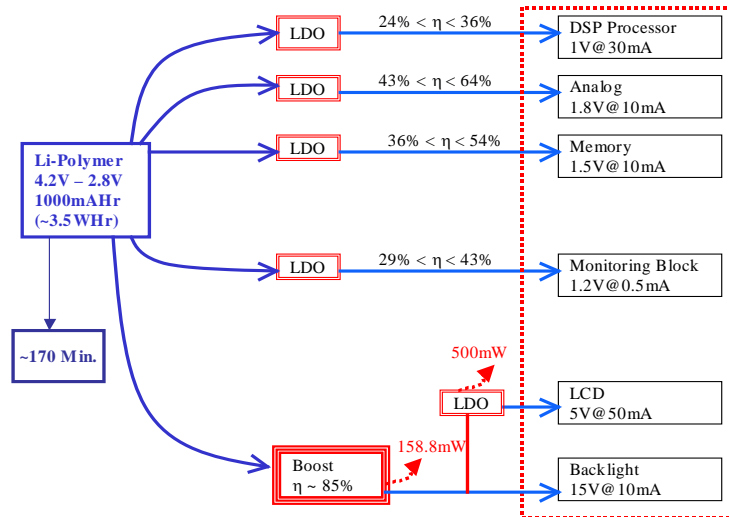 LDO
24% < η < 36%
DSP Processor
1V@30mA
LDO
43% < η < 64%
Analog
1.8V@10mA
LDO
36% < η < 54%
Memory
1.5V@10mA
Li-Polymer
4.2V – 2.8V
1000mAHr
(~3.5WHr)
LDO
29% < η < 43%
Monitoring Block
1.2V@0.5mA
~170 Min.
500mW
LDO
LCD
5V@50mA
158.8mW
Boost
η ~ 85%
Backlight
15V@10mA